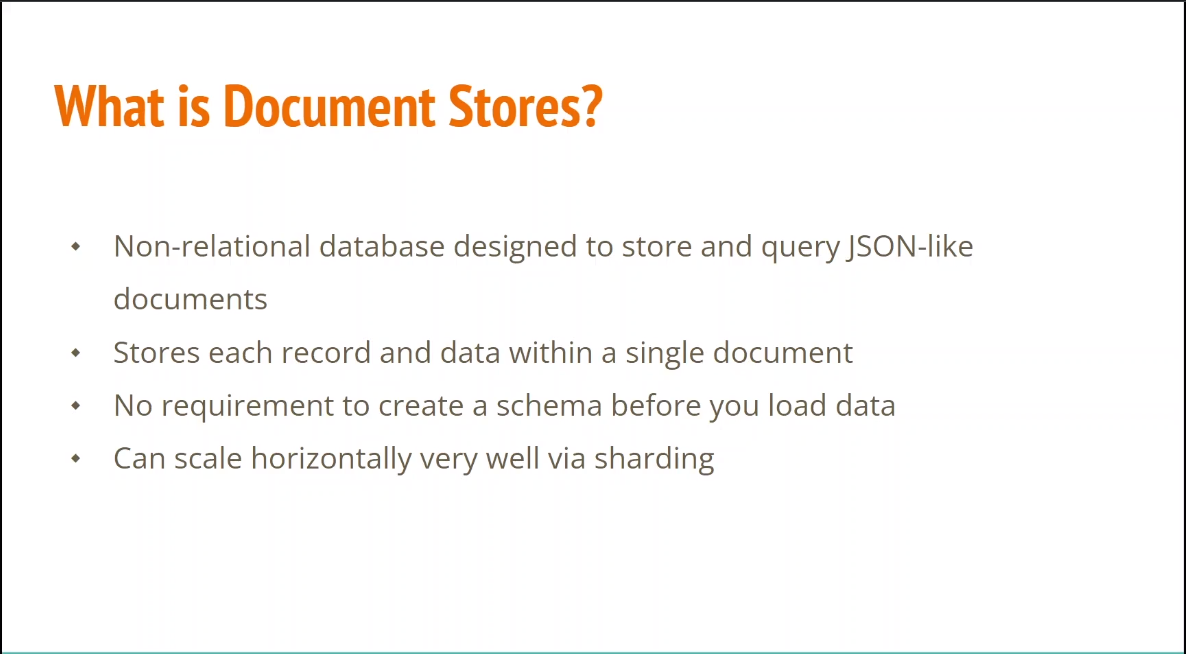 What is Document Stores?
Non-relational database designed to store and query JSON-like
documents
Stores each record and data within a single document
No requirement to create a schema before you load data
Can scale horizontally very well via sharding